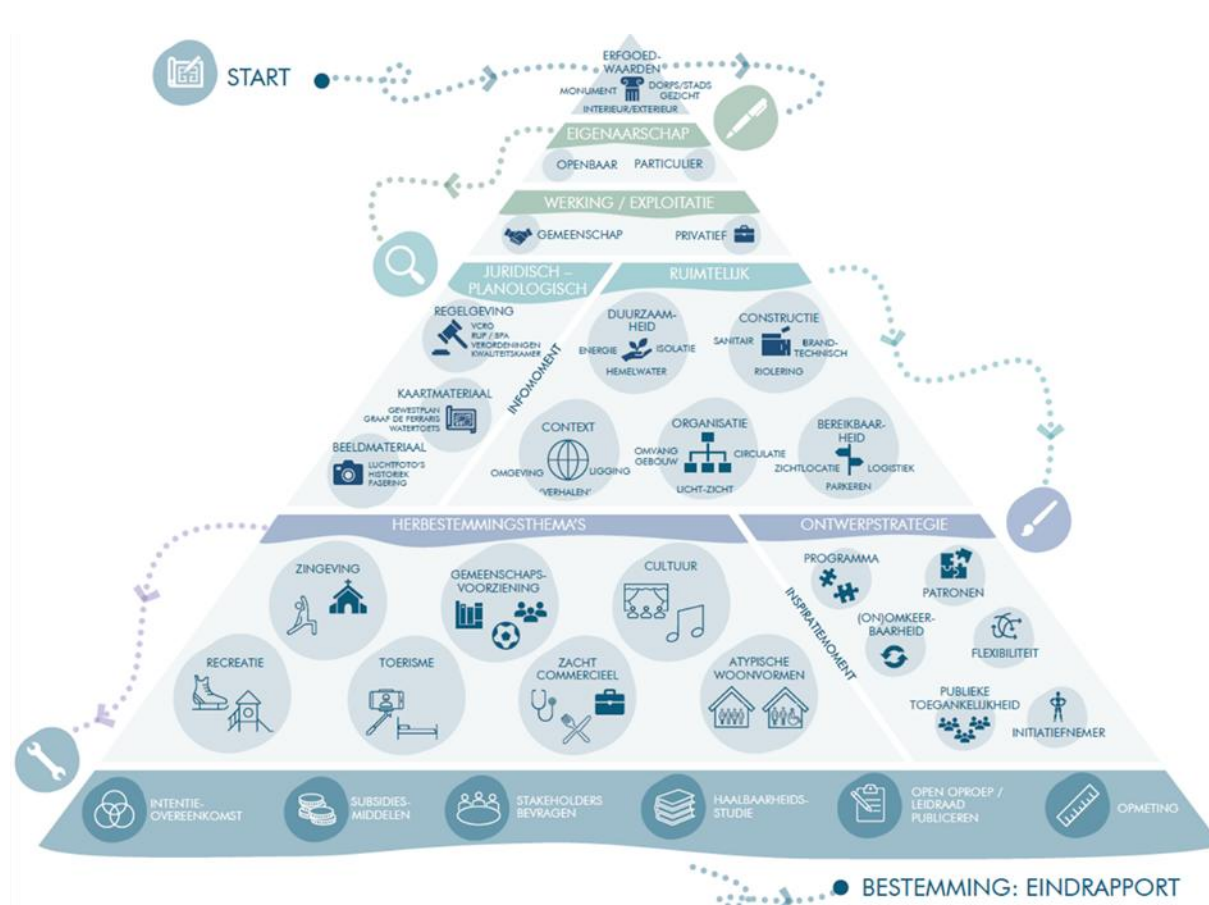 START
ERFGOED-
WAARDEN
MONUMENT
DORPS/STADS
GEZICHT
INTERIEUR/EXTERIEUR
EIGENAARSCHAP
OPENBAAR
PARTICULIER
WERKING / EXPLOITATIE
GEMEENSCHAP
PRIVATIEF
JURIDISCH –
PLANOLOGISCH
REGELGEVING
VCRO
RUP / BPA
VERORDENINGEN
KWALITEITSKAMER
KAARTMATERIAAL
GEWESTPLAN
GRAAF DE FERRARIS
WATERTOETS
BEELDMATERIAAL
LUCHTFOTO'S
HISTORIEK
FASERING
INFOMOMENT
RUIMTELIJK
DUURZAAM-
HEID
ENERGIE
ISOLATIE
HEMELWATER
CONSTRUCTIE
SANITAIR
BRAND-
TECHNISCH
RIOLERING
CONTEXT
OMGEVING
LIGGING
'VERHALEN'
ORGANISATIE
OMVANG
GEBOUW
CIRCULATIE
LICHT-ZICHT
BEREIKBAAR-
HEID
ZICHTLOCATIE
LOGISTIEK
PARKEREN
HERBESTEMMINGSTHEMA'S
ZINGEVING
GEMEENSCHAPS-
VOORZIENING
CULTUUR
RECREATIE
TOERISME
ZACHT
COMMERCIEEL
ATYPISCHE
WOONVORMEN
INSPIRATIEMOMENT
ONTWERPSTRATEGIE
PROGRAMMA
PATRONEN
(ON)OMKEER-
BAARHEID
FLEXIBILITEIT
PUBLIEKE
TOEGANKELIJKHEID
INITIATIEFNEMER
INTENTIE-
OVEREENKOMST
SUBSIDIES-
MIDDELEN
STAKEHOLDERS
BEVRAGEN
HAALBAARHEIDS-
STUDIE
OPEN OPROEP /
LEIDRAAD
PUBLICEREN
OPMETING
BESTEMMING: EINDRAPPORT